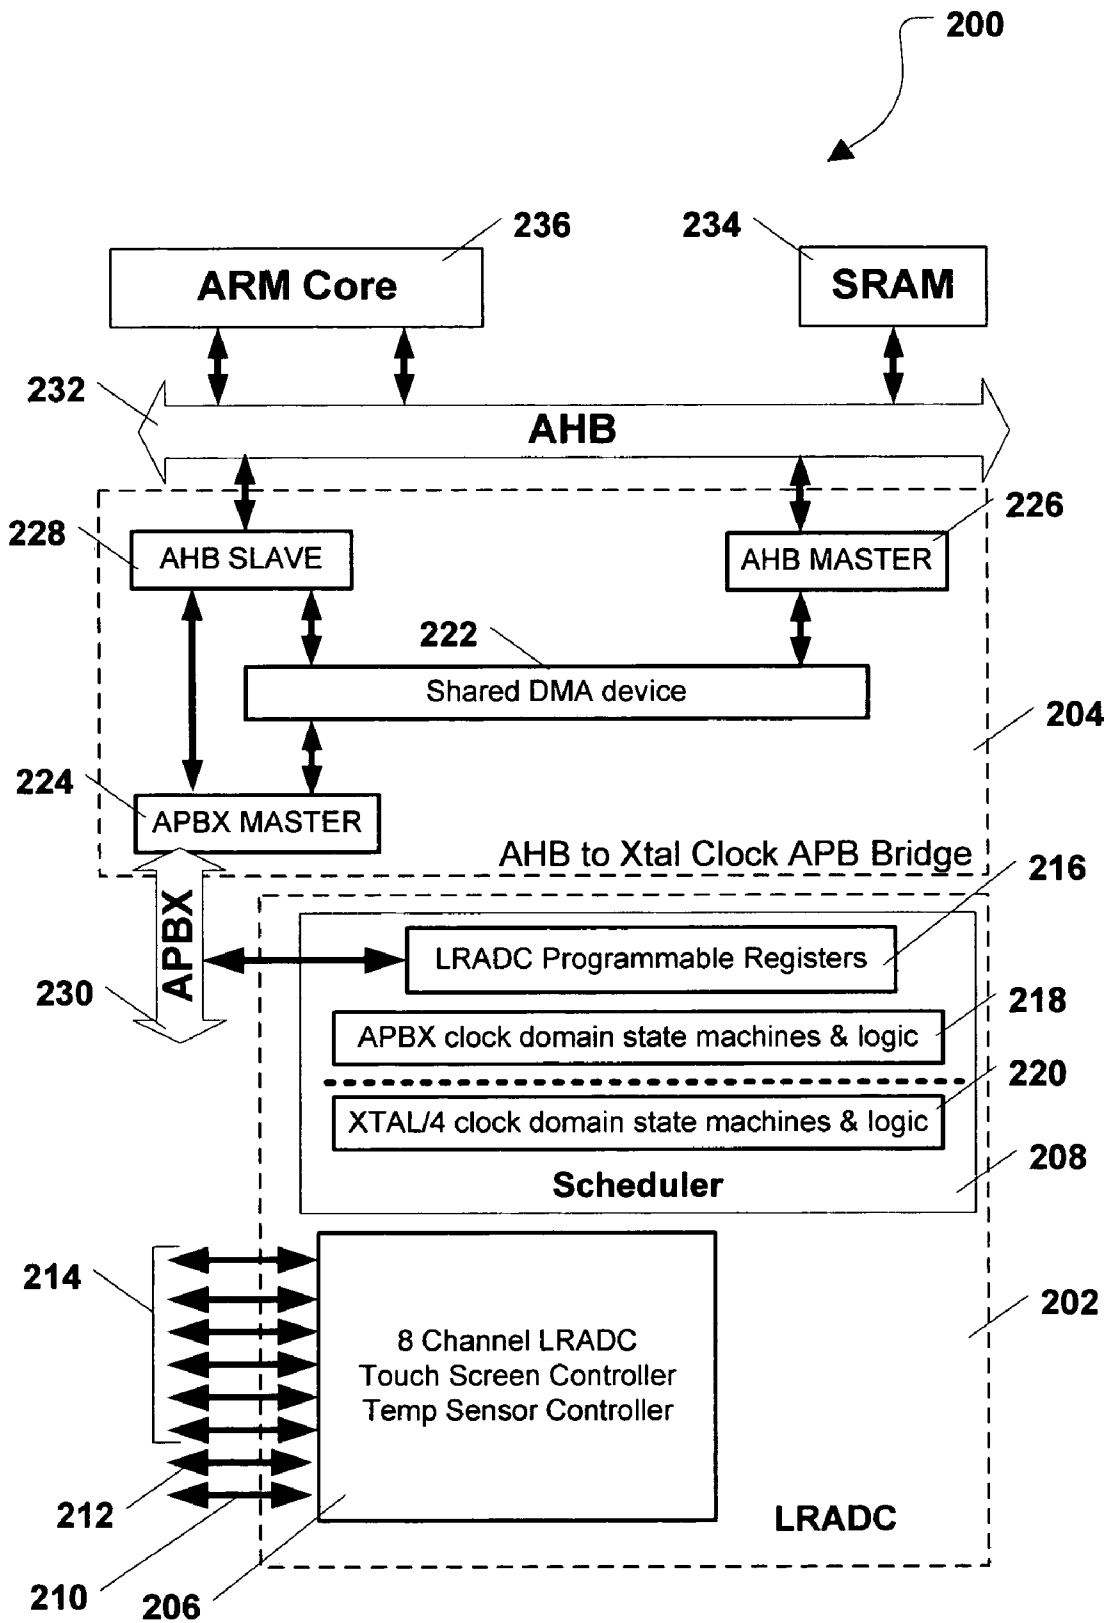 200
236
234
ARM Core
SRAM
232
AHB
228
226
AHB SLAVE
AHB MASTER
222
Shared DMA device
204
224
APBX MASTER
AHB to Xtal Clock APB Bridge
216
APBX
LRADC Programmable Registers
230
218
APBX clock domain state machines & logic
220
XTAL/4 clock domain state machines & logic
208
Scheduler
214
202
8 Channel LRADC
Touch Screen Controller
Temp Sensor Controller
212
LRADC
210
206